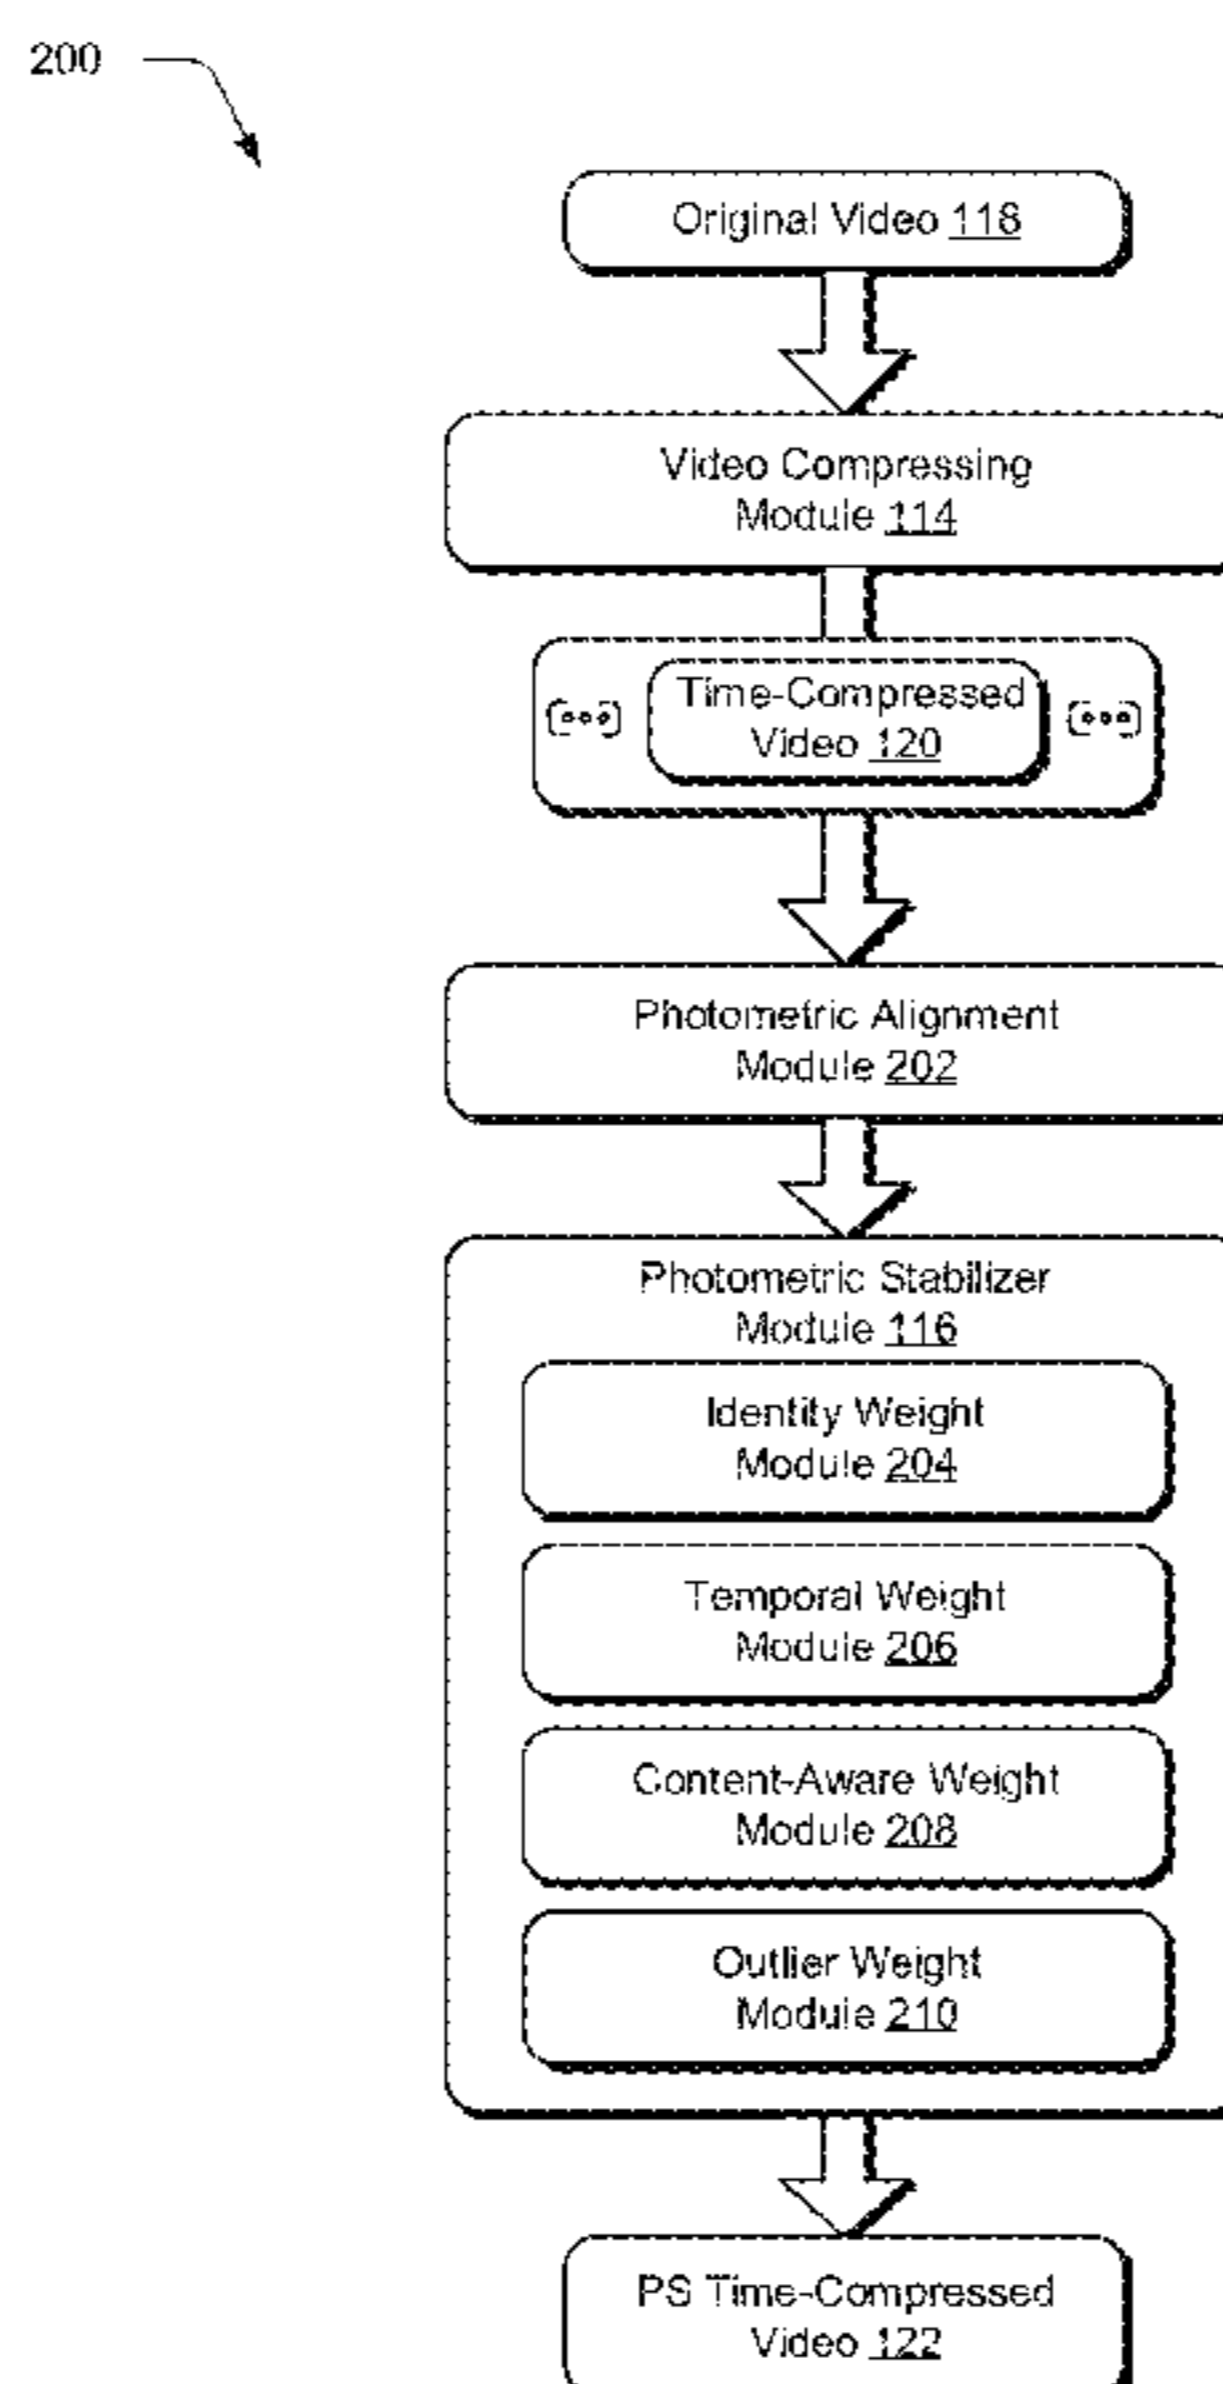 200
Original Video 118
Video Compressing
Module 114
Time-Compressed
Video 120
Photometric Alignment
Module 202
Photometric Stabilizer
Module 116
Identity Weight
Module 204
Temporal Weight
Module 206
Content-Aware Weight
Module 208
Outlier Weight
Module 210
PS Time-Compressed
Video 122